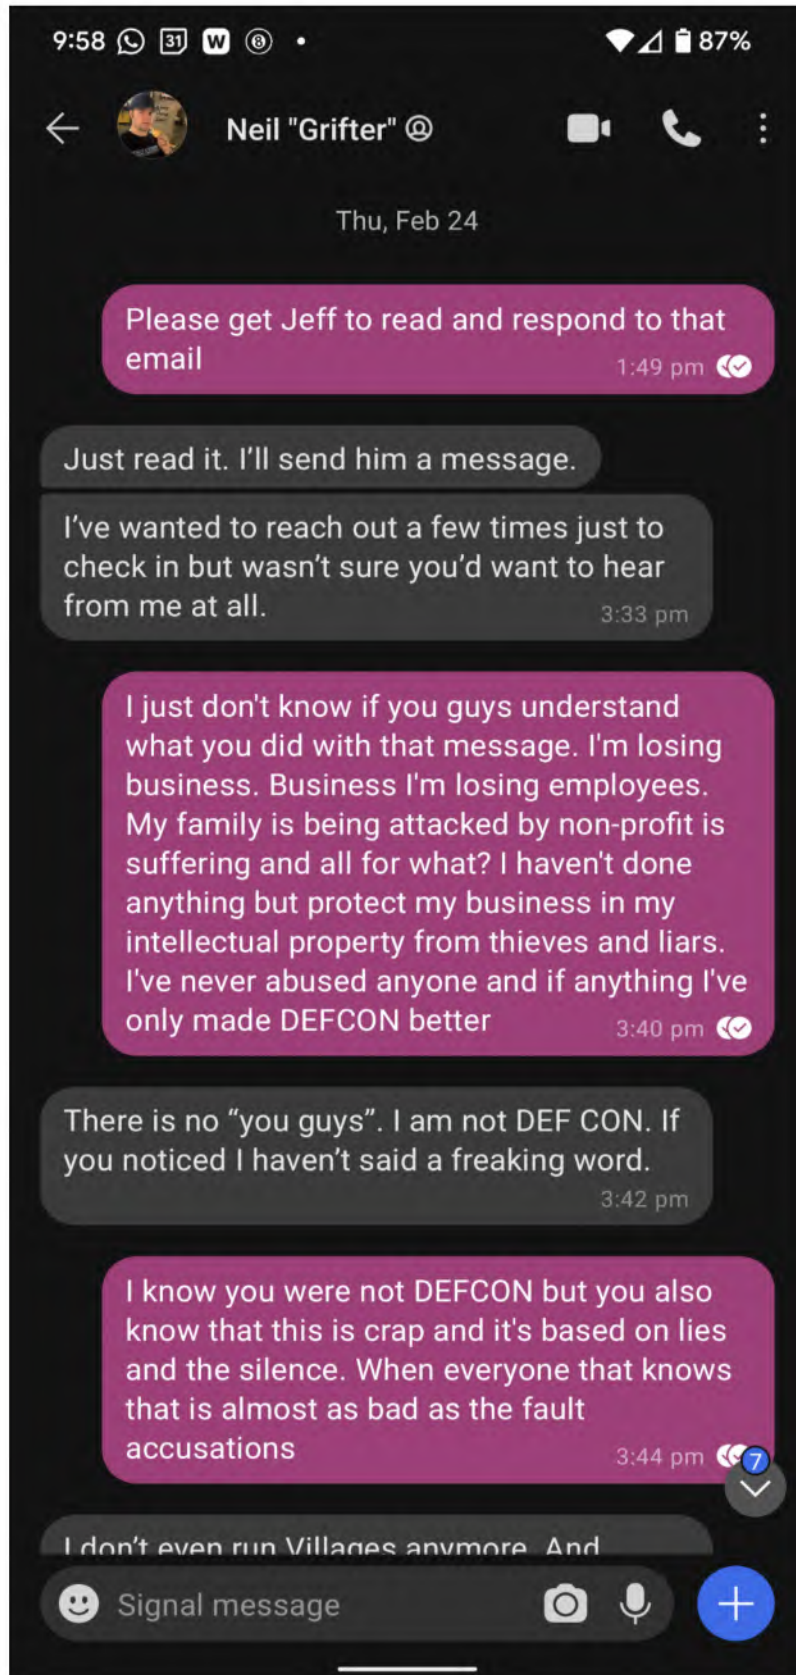 9:58 31 W 8 87%
Neil "Grifter"
Thu, Feb 24
Please get Jeff to read and respond to that
email
1:49 pm
Just read it. I’ll send him a message.
I’ve wanted to reach out a few times just to
check in but wasn’t sure you’d want to hear
from me at all.
3:33 pm
I just don't know if you guys understand
what you did with that message. I'm losing
business. Business I'm losing employees.
My family is being attacked by non-profit is
suffering and all for what? I haven't done
anything but protect my business in my
intellectual property from thieves and liars.
I've never abused anyone and if anything I've
only made DEFCON better
3:40 pm
There is no “you guys”. I am not DEF CON. If
you noticed I haven’t said a freaking word.
3:42 pm
I know you were not DEFCON but you also
know that this is crap and it's based on lies
and the silence. When everyone that knows
that is almost as bad as the fault
accusations
3:44 pm
7
I don’t even run Villages anymore. And
Signal message